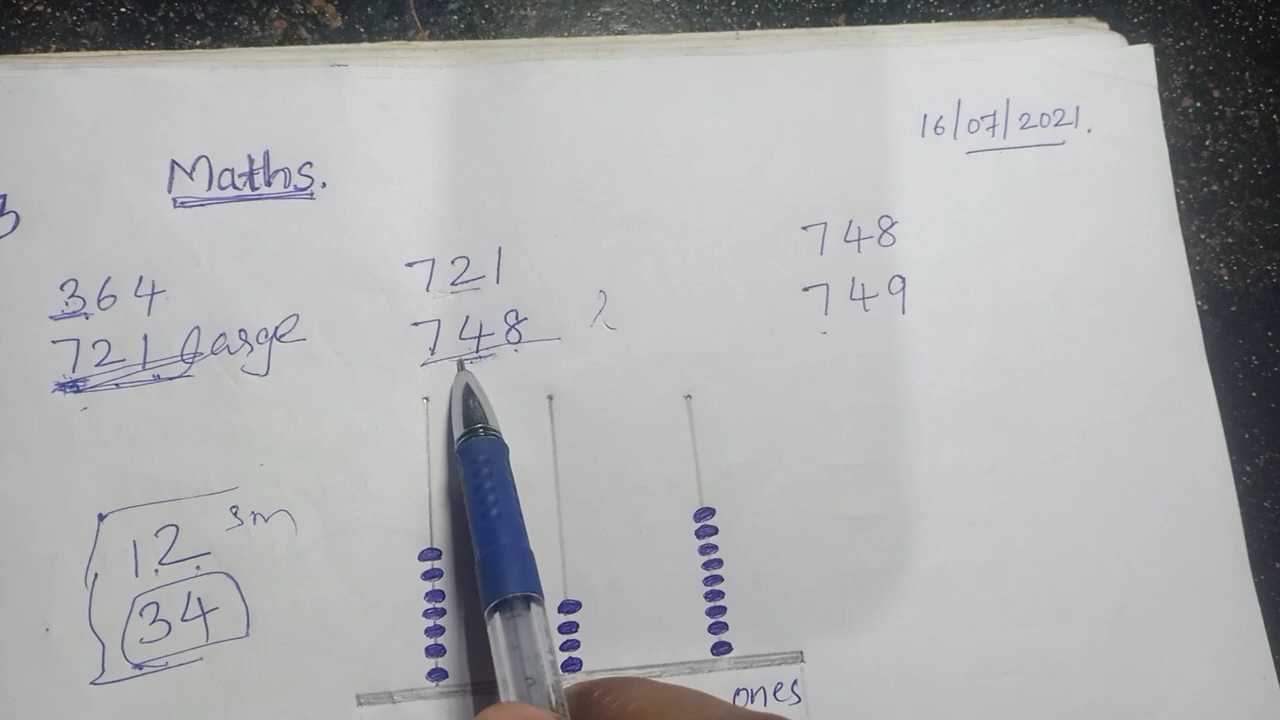 16/07/2021.
Maths.
364
721 large
721
748
748
749
12 sm
34
ones